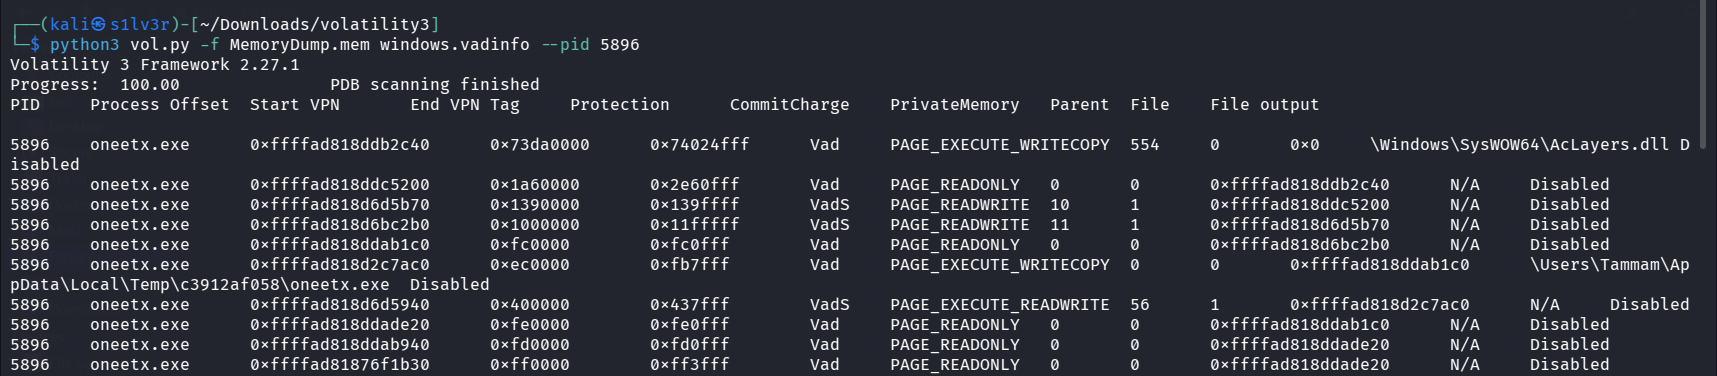 ┌──(kali㉿s1lv3r)-[~/Downloads/volatility3]
└─$ python3 vol.py -f MemoryDump.mem windows.vadinfo --pid 5896
Volatility 3 Framework 2.27.1
Progress:  100.00               PDB scanning finished
PID     Process Offset  Start VPN       End VPN Tag     Protection      CommitCharge    PrivateMemory   Parent  File    File output
5896    oneetx.exe      0xffffad818ddb2c40      0x73da0000      0x74024fff      Vad     PAGE_EXECUTE_WRITECOPY  554     0       0x0     \Windows\SysWOW64\AcLayers.dll D
isabled
5896    oneetx.exe      0xffffad818ddc5200      0x1a60000       0x2e60fff       Vad     PAGE_READONLY   0       0       0xffffad818ddb2c40      N/A     Disabled
5896    oneetx.exe      0xffffad818d6d5b70      0x1390000       0x139ffff       VadS    PAGE_READWRITE  10      1       0xffffad818ddc5200      N/A     Disabled
5896    oneetx.exe      0xffffad818d6bc2b0      0x1000000       0x11fffff       VadS    PAGE_READWRITE  11      1       0xffffad818d6d5b70      N/A     Disabled
5896    oneetx.exe      0xffffad818ddab1c0      0xfc0000        0xfc0fff        Vad     PAGE_READONLY   0       0       0xffffad818d6bc2b0      N/A     Disabled
5896    oneetx.exe      0xffffad818d2c7ac0      0xec0000        0xfb7fff        Vad     PAGE_EXECUTE_WRITECOPY  0       0       0xffffad818ddab1c0      \Users\Tammam\Ap
pData\Local\Temp\c3912af058\oneetx.exe  Disabled
5896    oneetx.exe      0xffffad818d6d5940      0x400000        0x437fff        VadS    PAGE_EXECUTE_READWRITE  56      1       0xffffad818d2c7ac0      N/A     Disabled
5896    oneetx.exe      0xffffad818ddade20      0xfe0000        0xfe0fff        Vad     PAGE_READONLY   0       0       0xffffad818ddab1c0      N/A     Disabled
5896    oneetx.exe      0xffffad818ddab940      0xfd0000        0xfd0fff        Vad     PAGE_READONLY   0       0       0xffffad818ddade20      N/A     Disabled
5896    oneetx.exe      0xffffad81876f1b30      0xff0000        0xff3fff        Vad     PAGE_READONLY   0       0       0xffffad818ddade20      N/A     Disabled